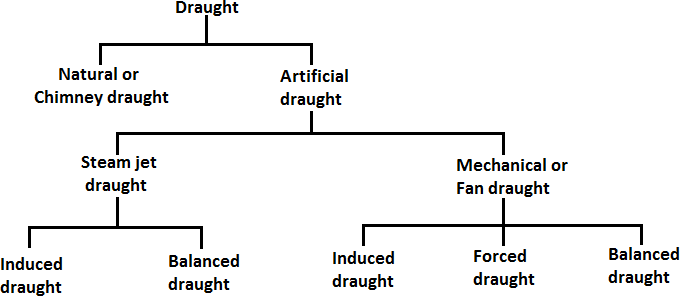 Draught
Natural or
Chimney draught
Artificial
draught
Steam jet
draught
Mechanical or
Fan draught
Induced
draught
Balanced
draught
Induced
draught
Forced
draught
Balanced
draught